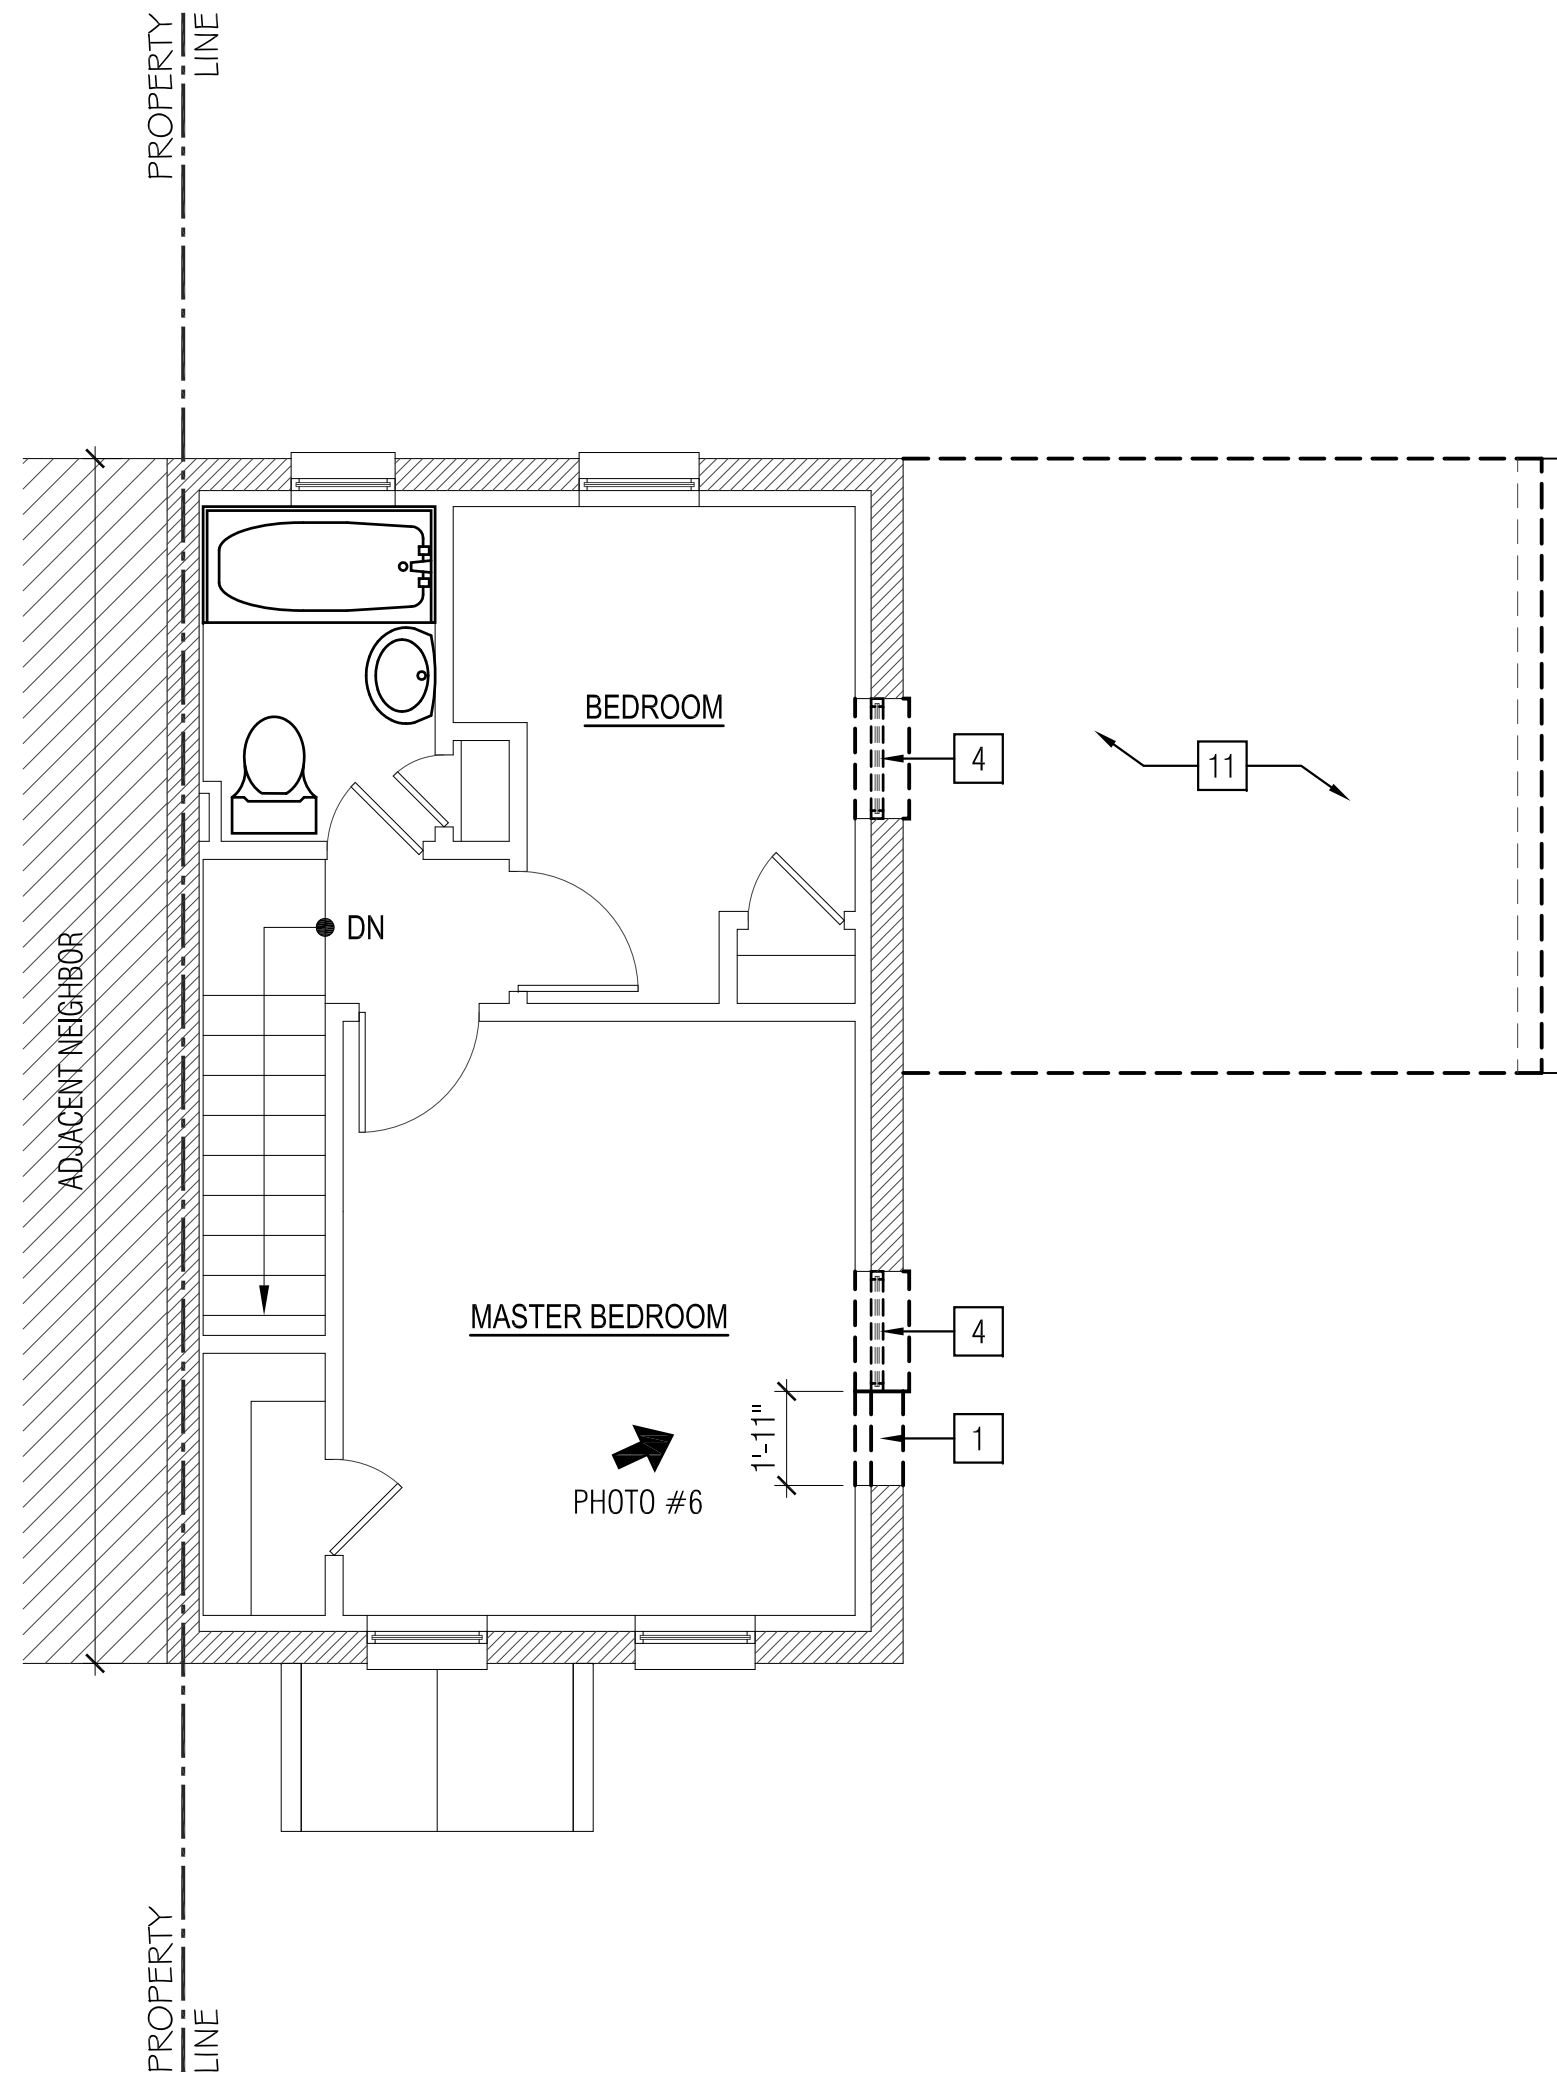 PROPERTY
LINE
BEDROOM
4
11
DN
ADJACENT NEIGHBOR
MASTER BEDROOM
4
1'-11"
1
PHOTO #6
PROPERTY
LINE